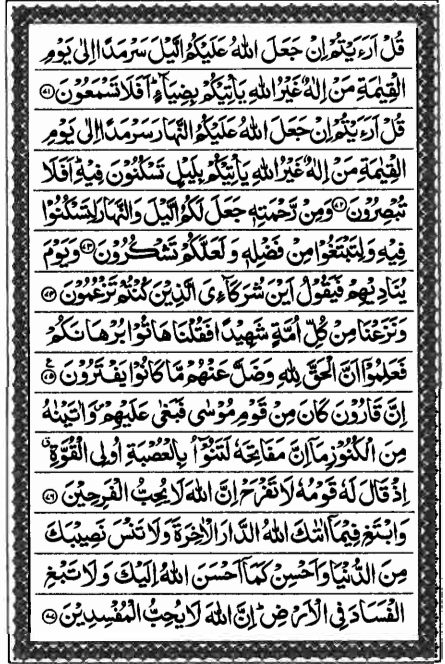 قُلْ اَرَءَيْتُمْ اِنْ جَعَلَ اللّٰهُ عَلَيْكُمُ الَّيْلَ سَرْمَدًا اِلٰى يَوْمِ
الْقِيٰمَةِ مَنْ اِلٰهٌ غَيْرُ اللّٰهِ يَاْتِيْكُمْ بِضِيَآءٍ ؕ اَفَلَا تَسْمَعُوْنَ ﴿۷۱﴾
قُلْ اَرَءَيْتُمْ اِنْ جَعَلَ اللّٰهُ عَلَيْكُمُ النَّهَارَ سَرْمَدًا اِلٰى يَوْمِ
الْقِيٰمَةِ مَنْ اِلٰهٌ غَيْرُ اللّٰهِ يَاْتِيْكُمْ بِلَيْلٍ تَسْكُنُوْنَ فِيْهِ ؕ اَفَلَا
تُبْصِرُوْنَ ﴿۷۲﴾ وَمِنْ رَّحْمَتِهٖ جَعَلَ لَكُمُ الَّيْلَ وَالنَّهَارَ لِتَسْكُنُوْا
فِيْهِ وَلِتَبْتَغُوْا مِنْ فَضْلِهٖ وَلَعَلَّكُمْ تَشْكُرُوْنَ ﴿۷۳﴾ وَيَوْمَ
يُنَادِيْهِمْ فَيَقُوْلُ اَيْنَ شُرَكَآءِىَ الَّذِيْنَ كُنْتُمْ تَزْعُمُوْنَ ﴿۷۴﴾
وَنَزَعْنَا مِنْ كُلِّ اُمَّةٍ شَهِيْدًا فَقُلْنَا هَاتُوْا بُرْهَانَكُمْ
فَعَلِمُوْٓا اَنَّ الْحَقَّ لِلّٰهِ وَضَلَّ عَنْهُمْ مَّا كَانُوْا يَفْتَرُوْنَ ﴿۷۵﴾
اِنَّ قَارُوْنَ كَانَ مِنْ قَوْمِ مُوْسٰى فَبَغٰى عَلَيْهِمْ وَاٰتَيْنٰهُ
مِنَ الْكُنُوْزِ مَاۤ اِنَّ مَفَاتِحَهٗ لَتَنُوْٓاُ بِالْعُصْبَةِ اُولِى الْقُوَّةِ ۗ
اِذْ قَالَ لَهٗ قَوْمُهٗ لَا تَفْرَحْ اِنَّ اللّٰهَ لَا يُحِبُّ الْفَرِحِيْنَ ﴿۷۶﴾
وَابْتَغِ فِيْمَاۤ اٰتٰىكَ اللّٰهُ الدَّارَ الْاٰخِرَةَ وَلَا تَنْسَ نَصِيْبَكَ
مِنَ الدُّنْيَا وَاَحْسِنْ كَمَاۤ اَحْسَنَ اللّٰهُ اِلَيْكَ وَلَا تَبْغِ
الْفَسَادَ فِى الْاَرْضِ ؕ اِنَّ اللّٰهَ لَا يُحِبُّ الْمُفْسِدِيْنَ ﴿۷۷﴾